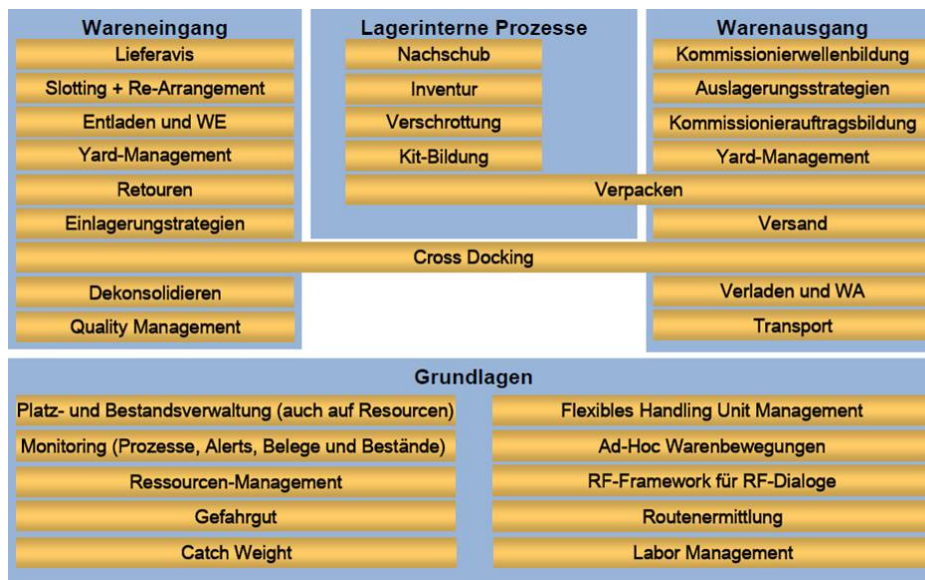 Wareneingang
Lieferavis
Slotting + Re-Arrangement
Entladen und WE
Yard-Management
Retouren
Einlagerungstrategien
Cross Docking
Dekonsolidieren
Quality Management
Lagerinterne Prozesse
Nachschub
Inventur
Verschrottung
Kit-Bildung
Verpacken
Warenausgang
Kommissionierwellenbildung
Auslagerungsstrategien
Kommissionierauftragsbildung
Yard-Management
Versand
Verladen und WA
Transport
Grundlagen
Platz- und Bestandsverwaltung (auch auf Resourcen)
Monitoring (Prozesse, Alerts, Belege und Bestände)
Ressourcen-Management
Gefahrgut
Catch Weight
Flexibles Handling Unit Management
Ad-Hoc Warenbewegungen
RF-Framework für RF-Dialoge
Routenermittlung
Labor Management